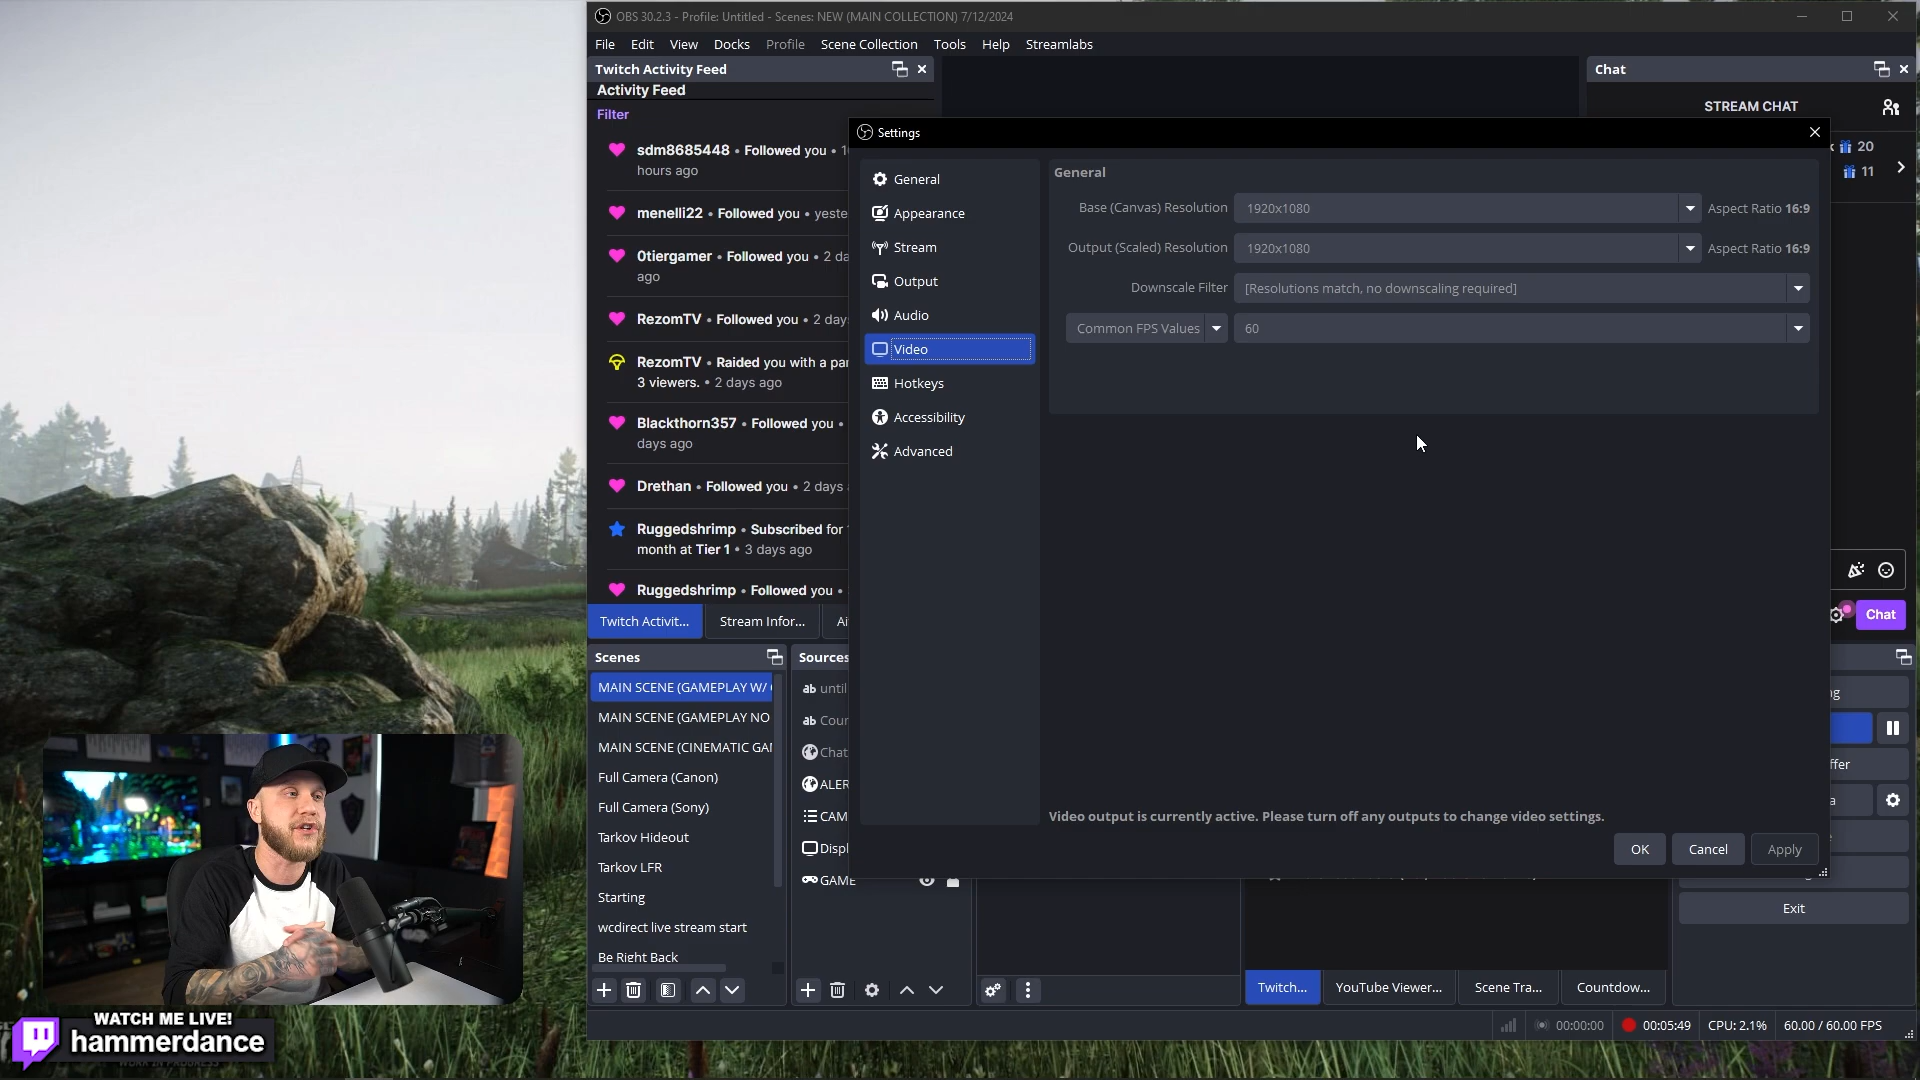 OBS 30.2.3 - Profile: Untitled - Scenes: NEW (MAIN COLLECTION) 7/12/2024
File Edit View Docks Profile Scene Collection Tools Help Streamlabs
Twitch Activity Feed
Activity Feed
Filter
sdm8685448 • Followed you •
hours ago
menelli22 • Followed you •
0tiergamer • Followed you • 2
ago
RezomTV • Followed you • 2
RezomTV • Raided you with a
3 viewers. • 2 days ago
Blackthorn357 • Followed you •
days ago
Drethan • Followed you • 2 days
Ruggedshrimp • Subscribed for
month at Tier 1 • 3 days ago
Ruggedshrimp • Followed you •
Twitch Activit...
Stream Infor...
Scenes
MAIN SCENE (GAMEPLAY W/
MAIN SCENE (GAMEPLAY NO
MAIN SCENE (CINEMATIC
Full Camera (Canon)
Full Camera (Sony)
Tarkov Hideout
Tarkov LFR
Starting
wcdirect live stream start
Be Right Back
Sources
ab until
ab
Chat
CAM
GAME
Settings
General
Appearance
Stream
Output
Audio
Video
Hotkeys
Accessibility
Advanced
General
Base (Canvas) Resolution 1920x1080 Aspect Ratio 16:9
Output (Scaled) Resolution 1920x1080 Aspect Ratio 16:9
Downscale Filter [Resolutions match, no downscaling required]
Common FPS Values 60
Video output is currently active. Please turn off any outputs to change video settings.
OK Cancel Apply
Chat
STREAM CHAT
20
11
Chat
Exit
Twitch...
YouTube Viewer...
Scene Tra...
Countdow...
00:00:00
00:05:49
CPU: 2.1%
60.00 / 60.00 FPS
WATCH ME LIVE!
hammerdance